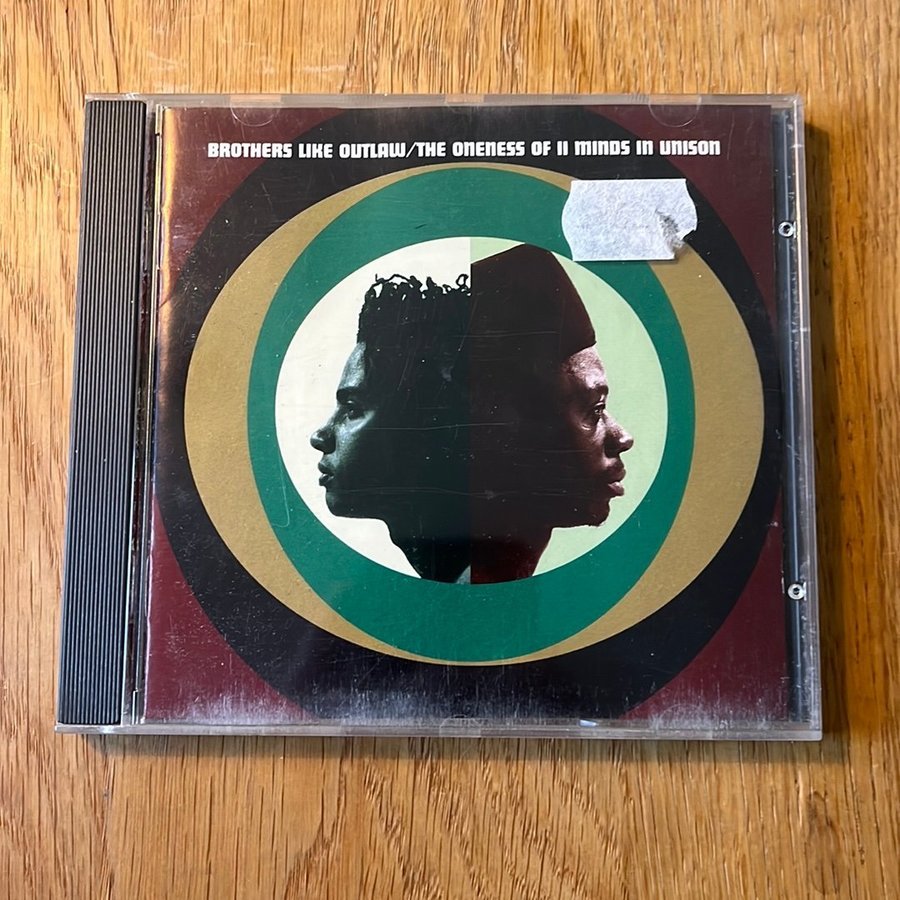 BROTHERS LIKE OUTLAW/THE ONENESS OF II MINDS IN UNISON